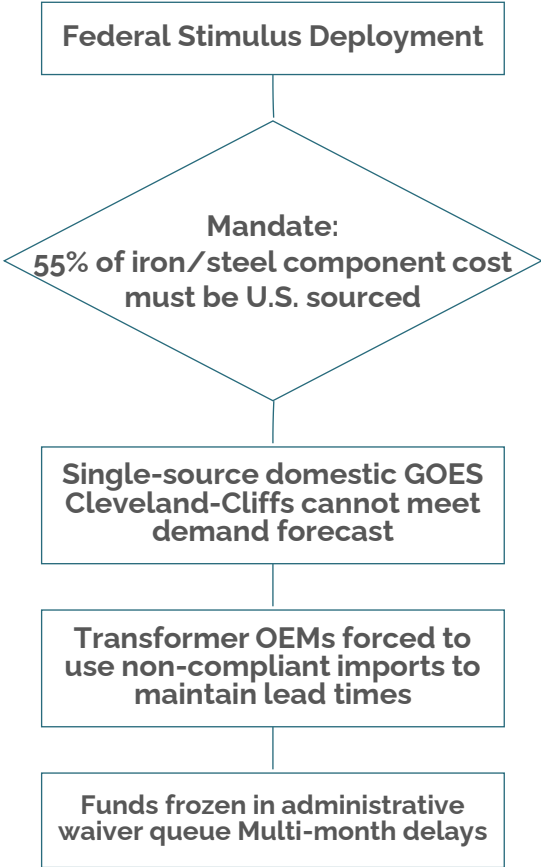 Federal Stimulus Deployment
Mandate:
55% of iron/steel component cost
must be U.S. sourced
Single-source domestic GOES
Cleveland-Cliffs cannot meet
demand forecast
Transformer OEMs forced to
use non-compliant imports to
maintain lead times
Funds frozen in administrative
waiver queue Multi-month delays